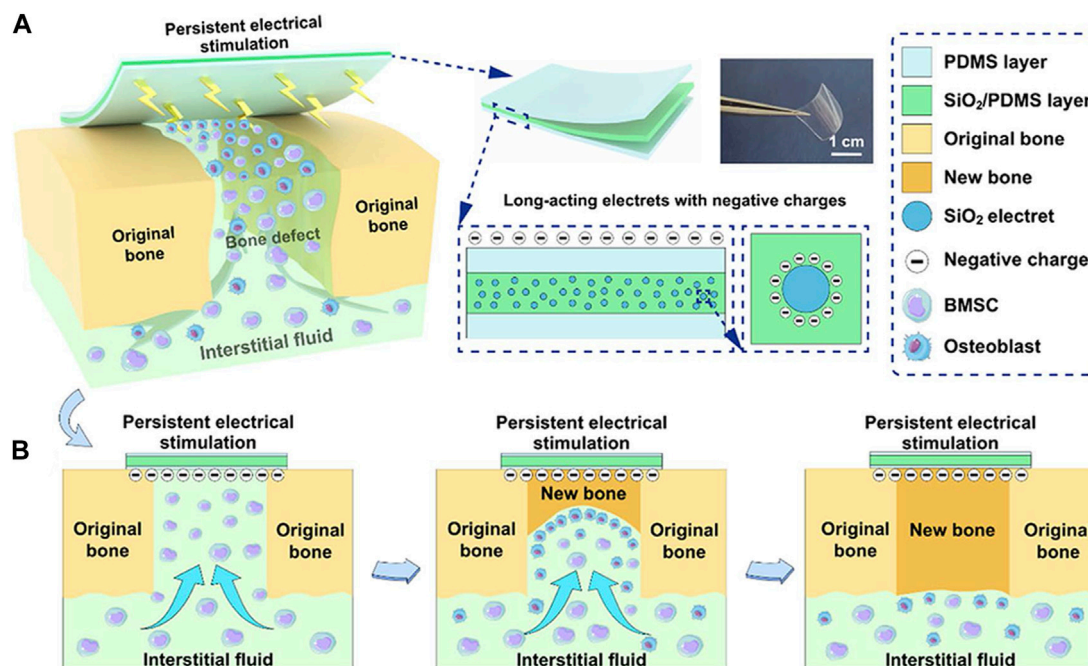 A
Persistent electrical
stimulation
Original
bone
Bone defect
Original
bone
Interstitial fluid
1 cm
Long-acting electrets with negative charges
PDMS layer
SiO₂/PDMS layer
Original bone
New bone
SiO₂ electret
Negative charge
BMSC
Osteoblast
B
Persistent electrical
stimulation
Original
bone
Original
bone
Interstitial fluid
Persistent electrical
stimulation
New bone
Original
bone
Original
bone
Interstitial fluid
Persistent electrical
stimulation
Original
bone
New bone
Original
bone
Interstitial fluid